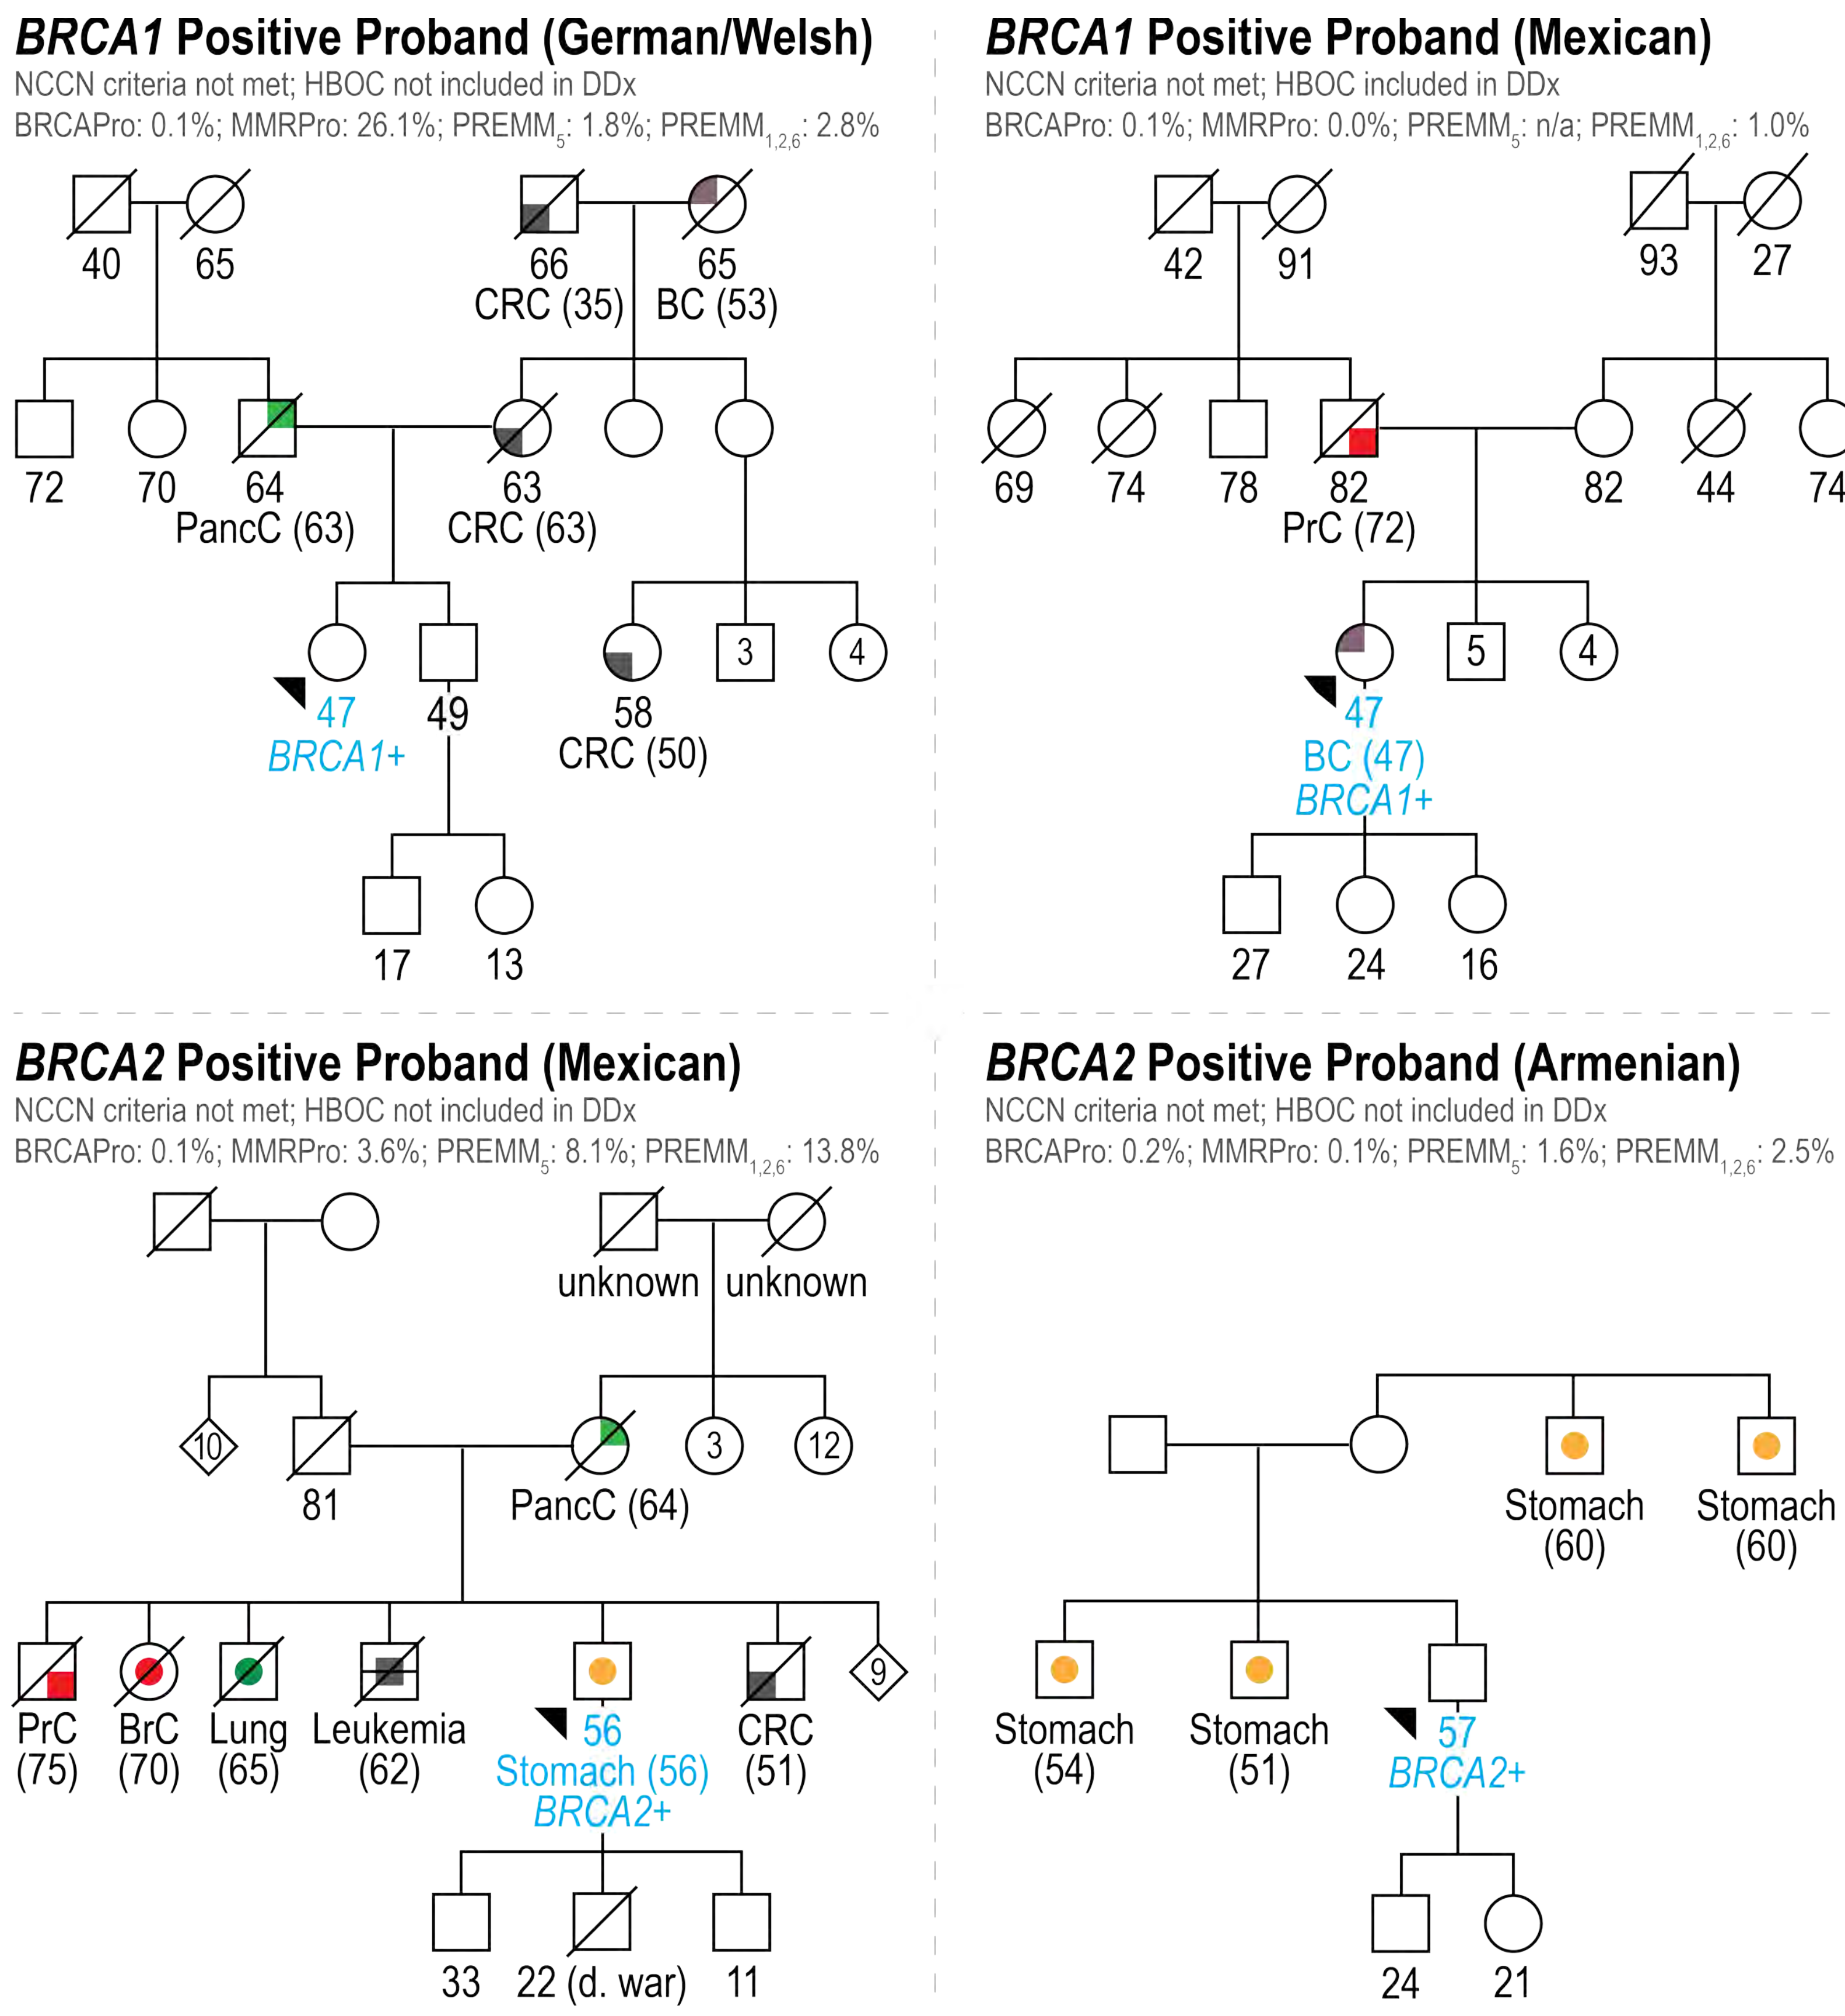 BRCA1 Positive Proband (German/Welsh)
NCCN criteria not met; HBOC not included in DDx
BRCAPro: 0.1%; MMRPro: 26.1%; PREMM5: 1.8%; PREMM1,2,6: 2.8%
40 65 66 65
CRC (35) BC (53)
72 70 64 63
PancC (63) CRC (63)
3 4
47 49 58
BRCA1+ CRC (50)
17 13
BRCA1 Positive Proband (Mexican)
NCCN criteria not met; HBOC included in DDx
BRCAPro: 0.1%; MMRPro: 0.0%; PREMM5: n/a; PREMM1,2,6: 1.0%
42 91 93 27
69 74 78 82 82 44 74
PrC (72)
5 4
47
BC (47)
BRCA1+
27 24 16
BRCA2 Positive Proband (Mexican)
NCCN criteria not met; HBOC not included in DDx
BRCAPro: 0.1%; MMRPro: 3.6%; PREMM5: 8.1%; PREMM1,2,6: 13.8%
unknown unknown
10 3 12
81 PancC (64)
9
PrC BrC Lung Leukemia 56 CRC
(75) (70) (65) (62) Stomach (56) (51)
BRCA2+
33 22 (d. war) 11
BRCA2 Positive Proband (Armenian)
NCCN criteria not met; HBOC not included in DDx
BRCAPro: 0.2%; MMRPro: 0.1%; PREMM5: 1.6%; PREMM1,2,6: 2.5%
Stomach Stomach
(60) (60)
Stomach Stomach 57
(54) (51) BRCA2+
24 21